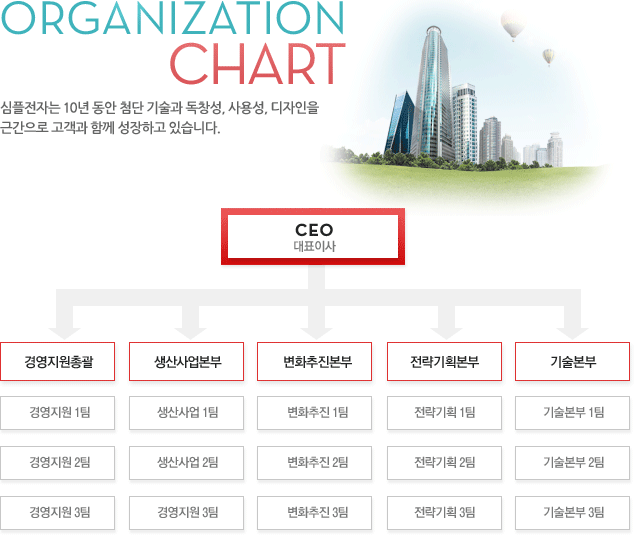 ORGANIZATION
CHART
심플전자는 10년 동안 첨단 기술과 독창성, 사용성, 디자인을
근간으로 고객과 함께 성장하고 있습니다.
CEO
대표이사
경영지원총괄 생산사업본부 변화추진본부 전략기획본부 기술본부
경영지원 1팀 생산사업 1팀 변화추진 1팀 전략기획 1팀 기술본부 1팀
경영지원 2팀 생산사업 2팀 변화추진 2팀 전략기획 2팀 기술본부 2팀
경영지원 3팀 경영지원 3팀 변화추진 3팀 전략기획 3팀 기술본부 3팀